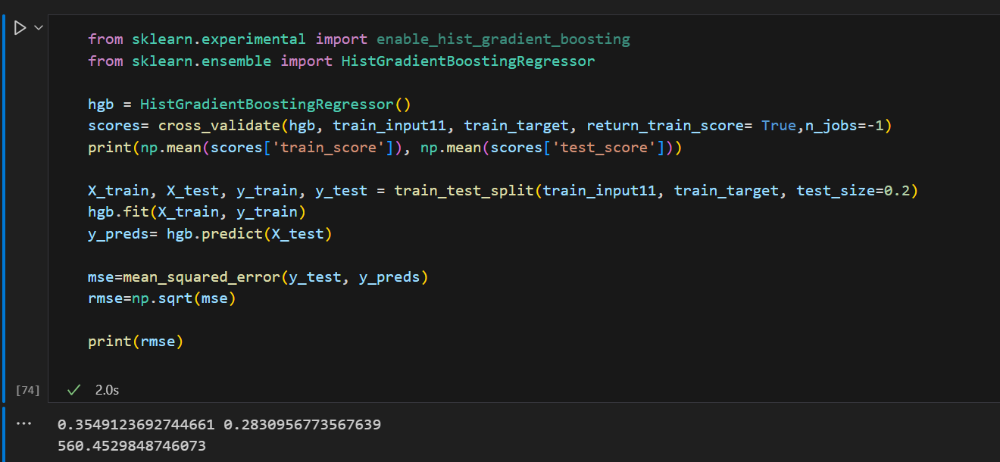 from sklearn.experimental import enable_hist_gradient_boosting
from sklearn.ensemble import HistGradientBoostingRegressor
hgb = HistGradientBoostingRegressor()
scores= cross_validate(hgb, train_input11, train_target, return_train_score= True,n_jobs=-1)
print(np.mean(scores['train_score']), np.mean(scores['test_score']))
X_train, X_test, y_train, y_test = train_test_split(train_input11, train_target, test_size=0.2)
hgb.fit(X_train, y_train)
y_preds= hgb.predict(X_test)
mse=mean_squared_error(y_test, y_preds)
rmse=np.sqrt(mse)
print(rmse)
[74] 2.0s
0.3549123692744661 0.2830956773567639
560.4529848746073